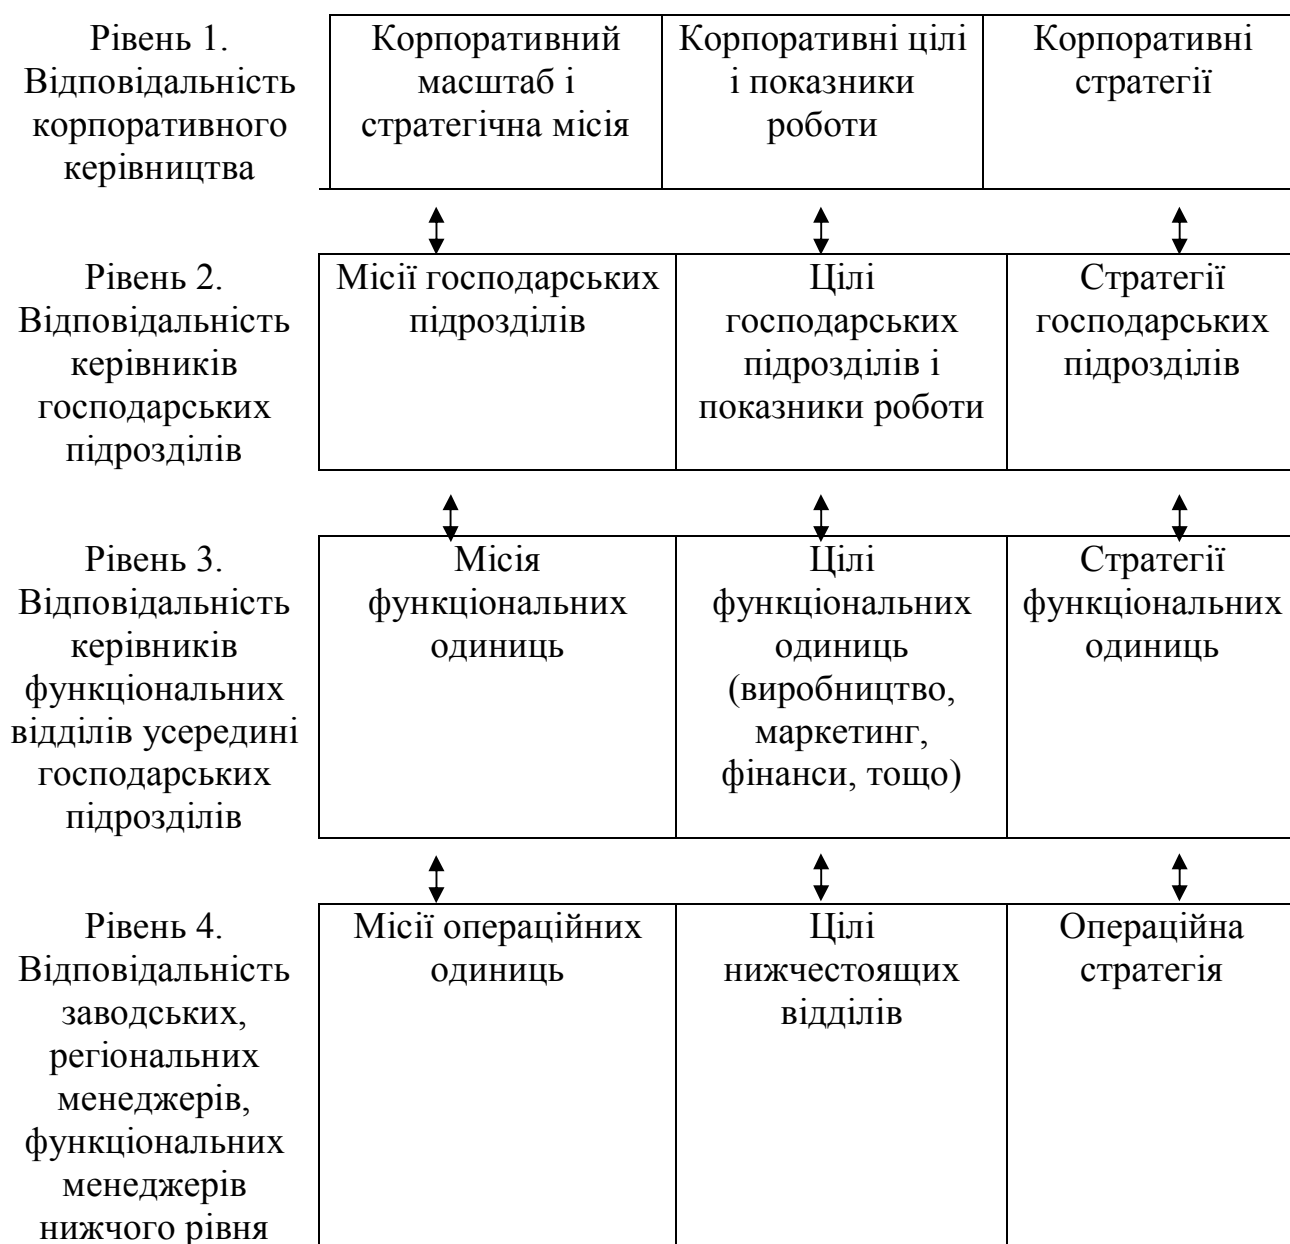 Рівень 1.
Відповідальність
корпоративного
керівництва
Корпоративний
масштаб і
стратегічна місія
Корпоративні цілі
і показники
роботи
Корпоративні
стратегії
Рівень 2.
Відповідальність
керівників
господарських
підрозділів
Місії господарських
підрозділів
Цілі
господарських
підрозділів і
показники роботи
Стратегії
господарських
підрозділів
Рівень 3.
Відповідальність
керівників
функціональних
відділів усередині
господарських
підрозділів
Місія
функціональних
одиниць
Цілі
функціональних
одиниць
(виробництво,
маркетинг,
фінанси, тощо)
Стратегії
функціональних
одиниць
Рівень 4.
Відповідальність
заводських,
регіональних
менеджерів,
функціональних
менеджерів
нижчого рівня
Місії операційних
одиниць
Цілі
нижчестоящих
відділів
Операційна
стратегія